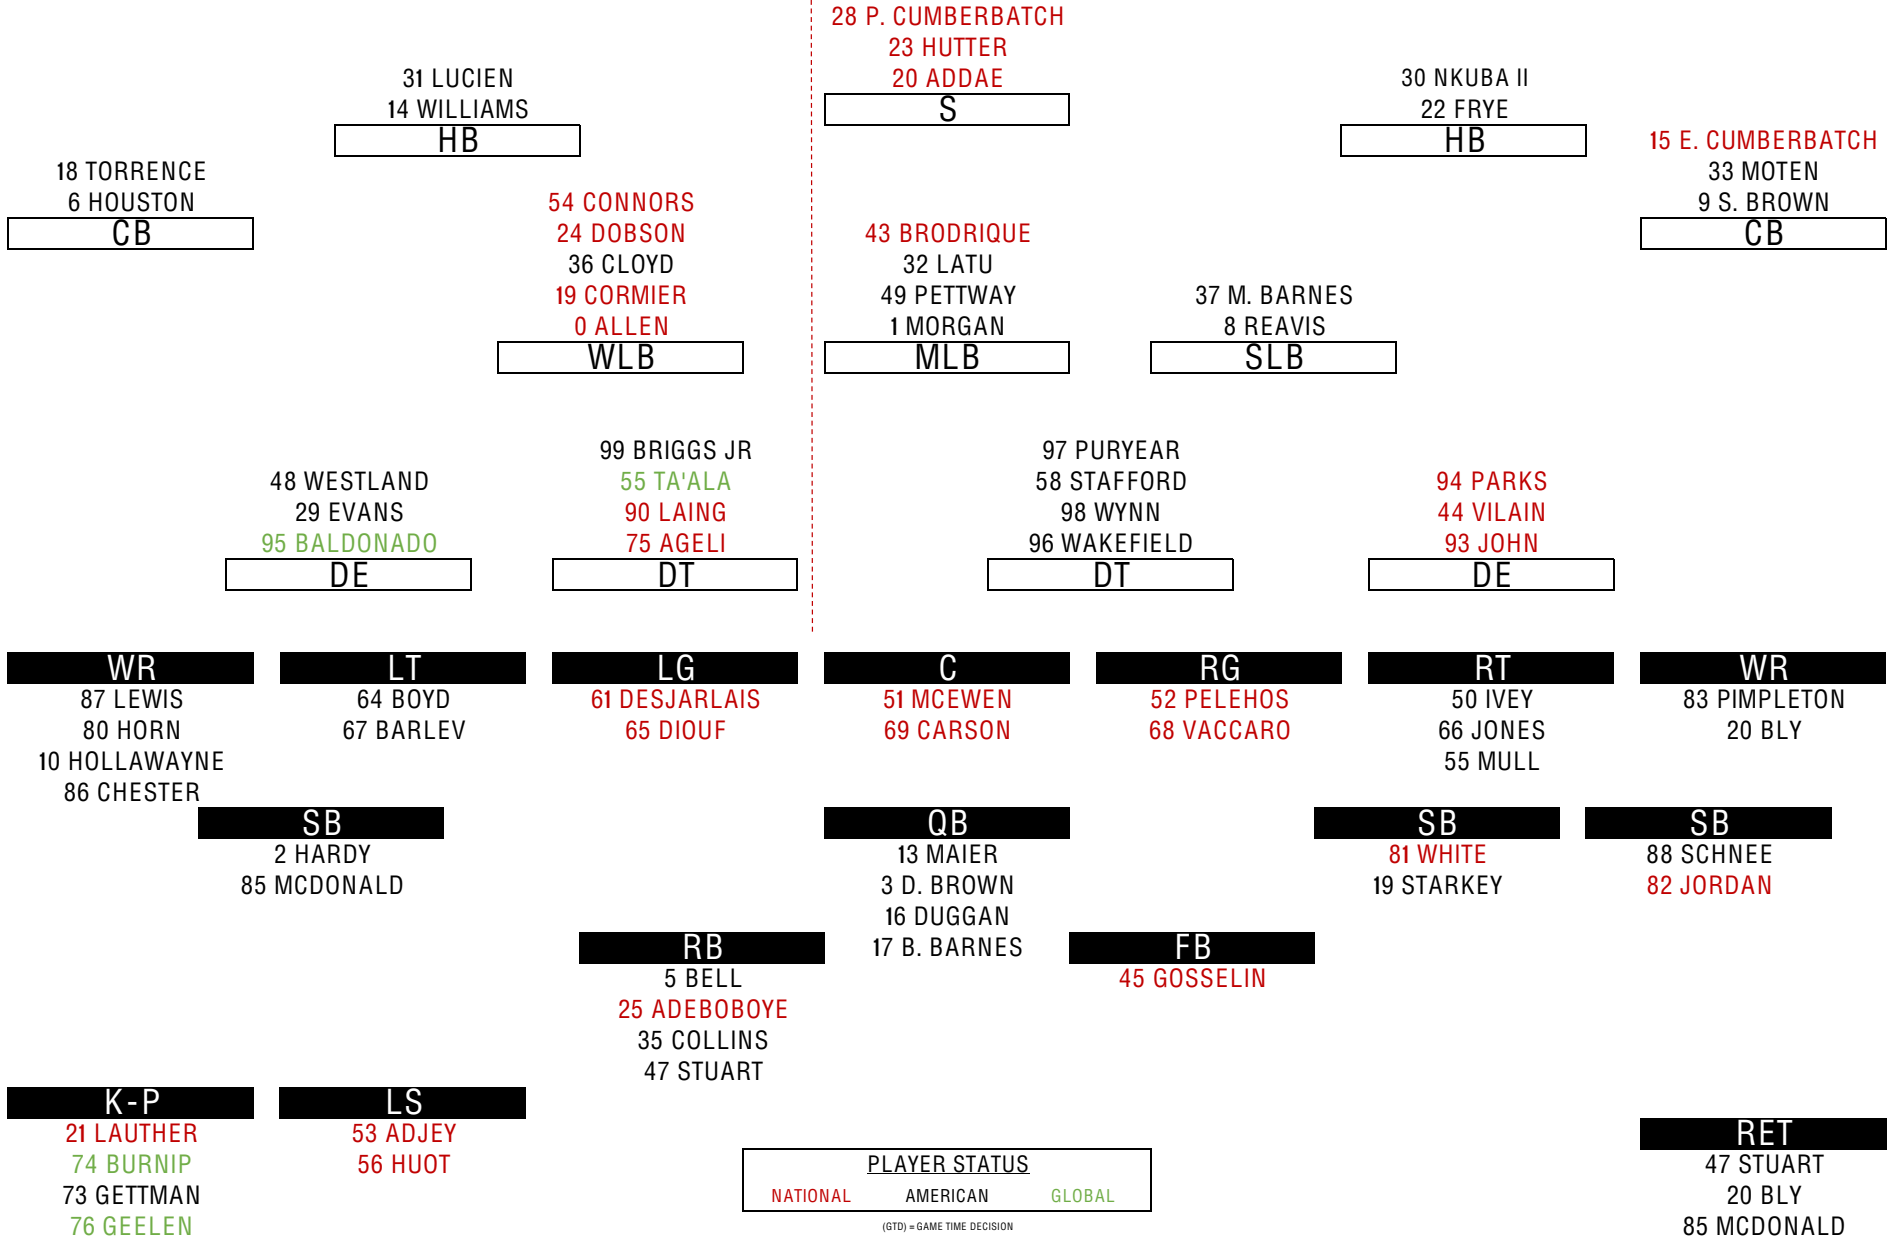 28 P. CUMBERBATCH
23 HUTTER
20 ADDAE
S
31 LUCIEN
14 WILLIAMS
HB
30 NKUBA II
22 FRYE
HB
18 TORRENCE
6 HOUSTON
CB
15 E. CUMBERBATCH
33 MOTEN
9 S. BROWN
CB
54 CONNORS
24 DOBSON
36 CLOYD
19 CORMIER
0 ALLEN
WLB
43 BRODRIQUE
32 LATU
49 PETTWAY
1 MORGAN
MLB
37 M. BARNES
8 REAVIS
SLB
48 WESTLAND
29 EVANS
95 BALDONADO
DE
99 BRIGGS JR
55 TA'ALA
90 LAING
75 AGELI
DT
97 PURYEAR
58 STAFFORD
98 WYNN
96 WAKEFIELD
DT
94 PARKS
44 VILAIN
93 JOHN
DE
WR
87 LEWIS
80 HORN
10 HOLLAWAYNE
86 CHESTER
LT
64 BOYD
67 BARLEV
LG
61 DESJARLAIS
65 DIOUF
C
51 MCEWEN
69 CARSON
RG
52 PELEHOS
68 VACCARO
RT
50 IVEY
66 JONES
55 MULL
WR
83 PIMPLETON
20 BLY
SB
2 HARDY
85 MCDONALD
QB
13 MAIER
3 D. BROWN
16 DUGGAN
17 B. BARNES
SB
81 WHITE
19 STARKEY
SB
88 SCHNEE
82 JORDAN
RB
5 BELL
25 ADEBOBOYE
35 COLLINS
47 STUART
FB
45 GOSSELIN
K-P
21 LAUTHER
74 BURNIP
73 GETTMAN
76 GEELEN
LS
53 ADJEY
56 HUOT
PLAYER STATUS
NATIONAL AMERICAN GLOBAL
(GTD) = GAME TIME DECISION
RET
47 STUART
20 BLY
85 MCDONALD